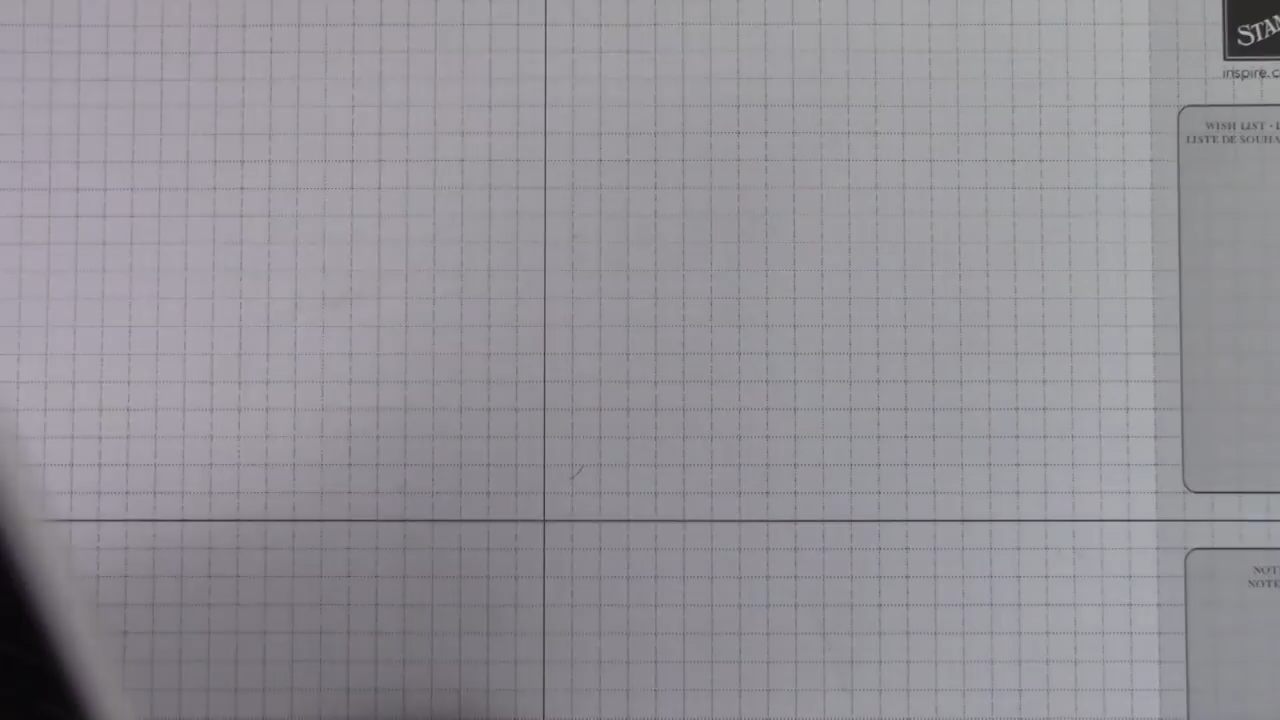 STAM
inspire.c
WISH LIST · L
LISTE DE SOUHA
NOT
NOTE